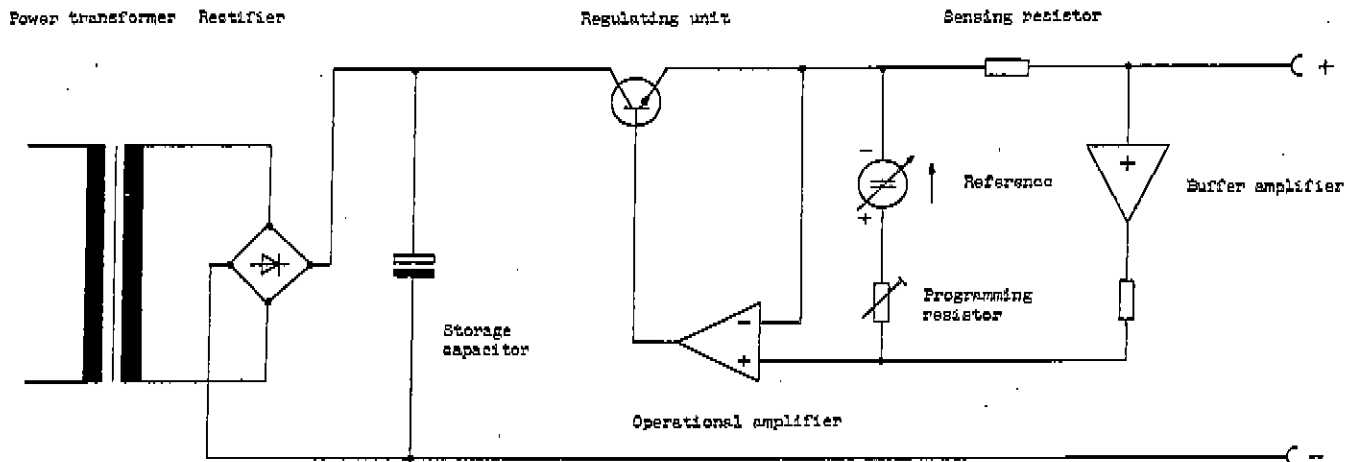 Power transformer
Rectifier
Regulating unit
Sensing resistor
+
-
Reference
+
+
Buffer amplifier
Programming
resistor
-
+
Storage
capacitor
Operational amplifier
-